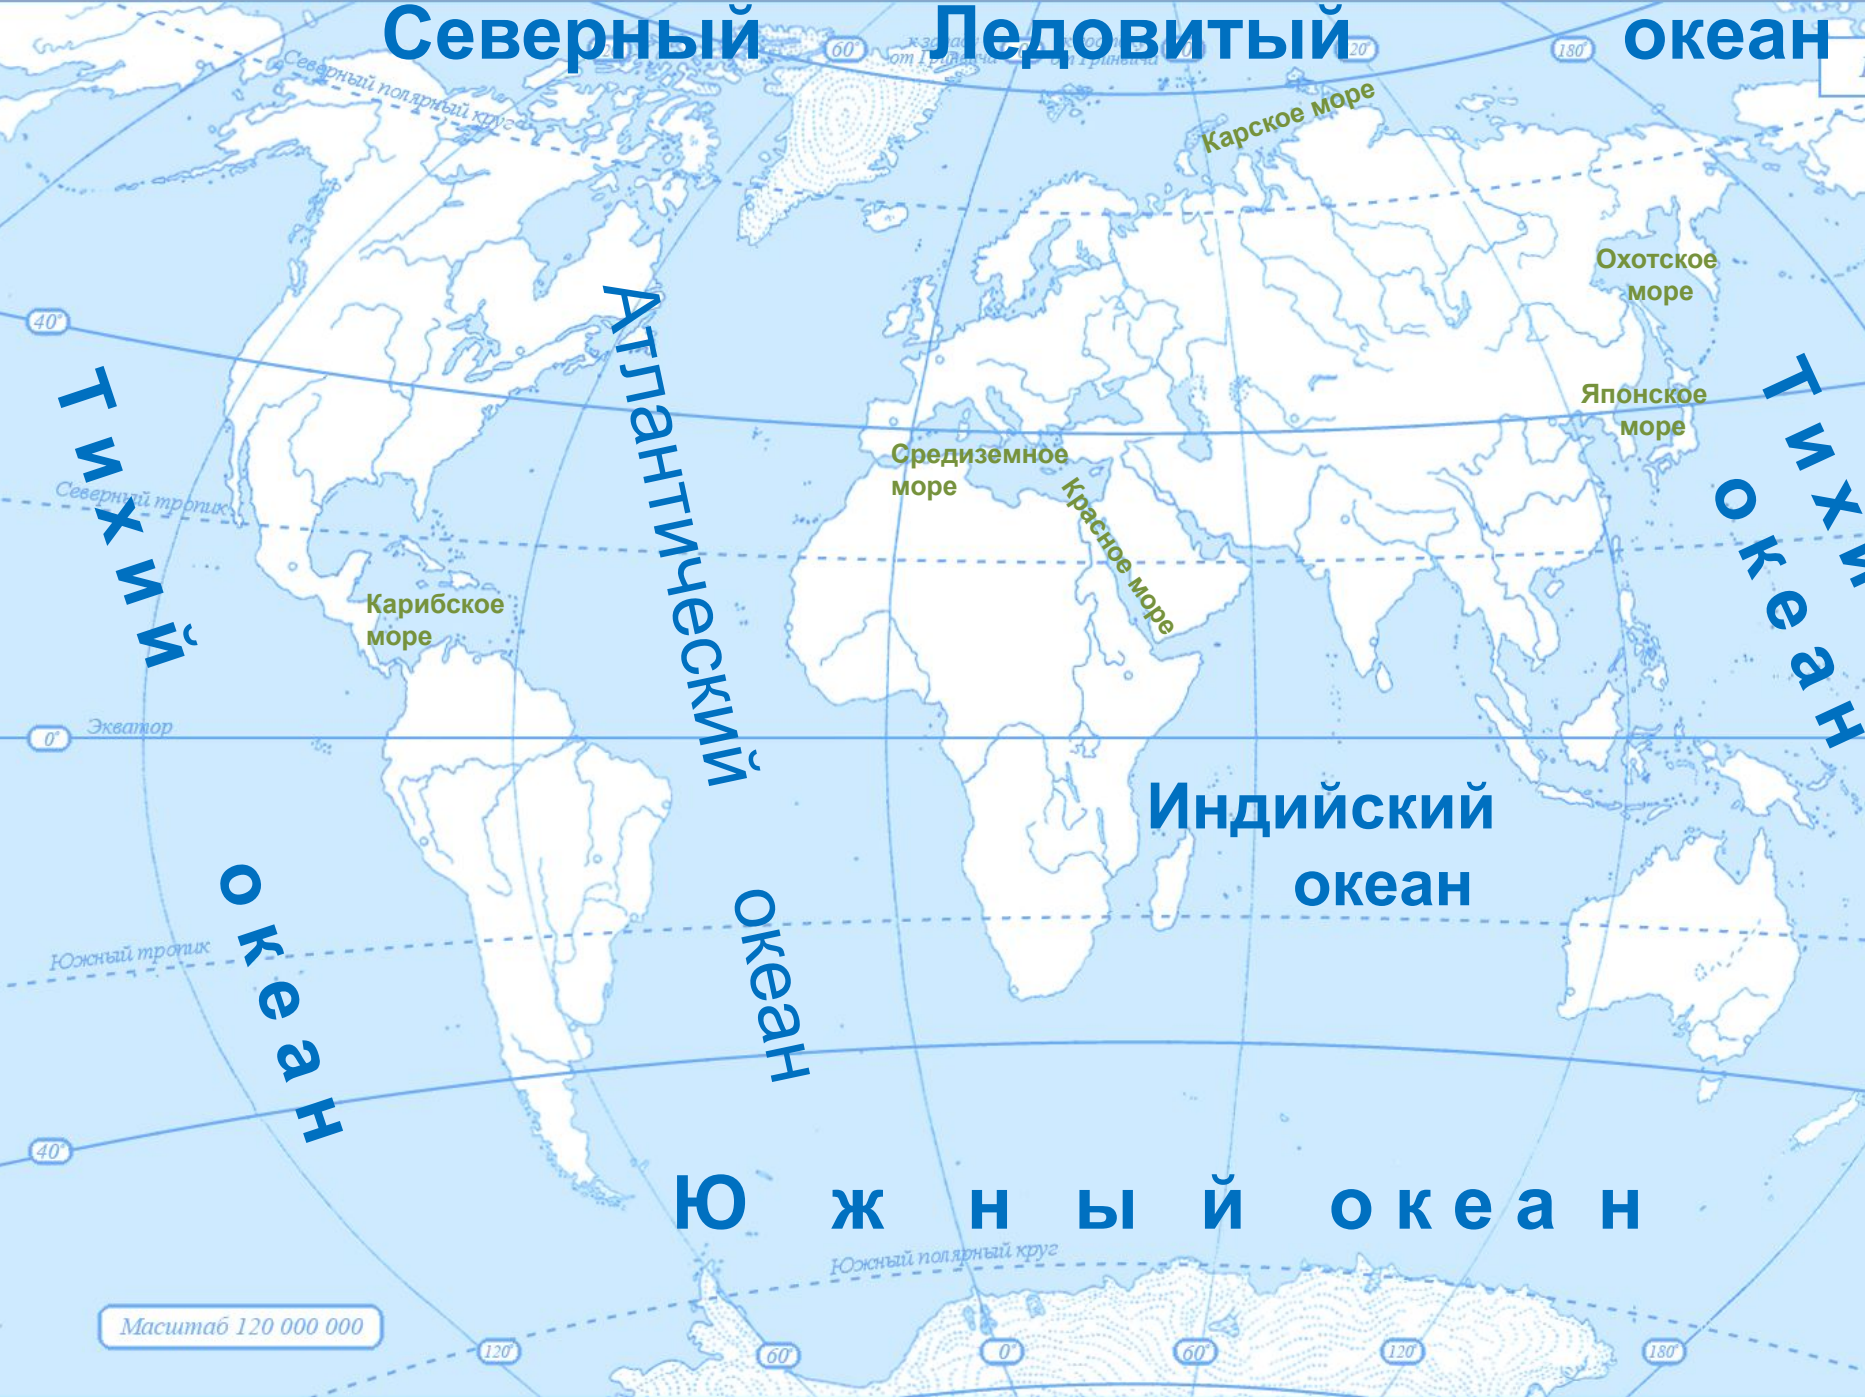 Северный Ледовитый океан
60°
180°
Северный полярный круг
Карское море
Охотское
море
40°
Тихий
океан
Атлантический
океан
Японское
море
Тихи
океан
Средиземное
море
Красное море
Северный тропик
Карибское
море
0°
Экватор
Индийский
океан
Южный тропик
40°
Южный океан
Южный полярный круг
Масштаб 120 000 000
120°
60°
0°
60°
120°
180°